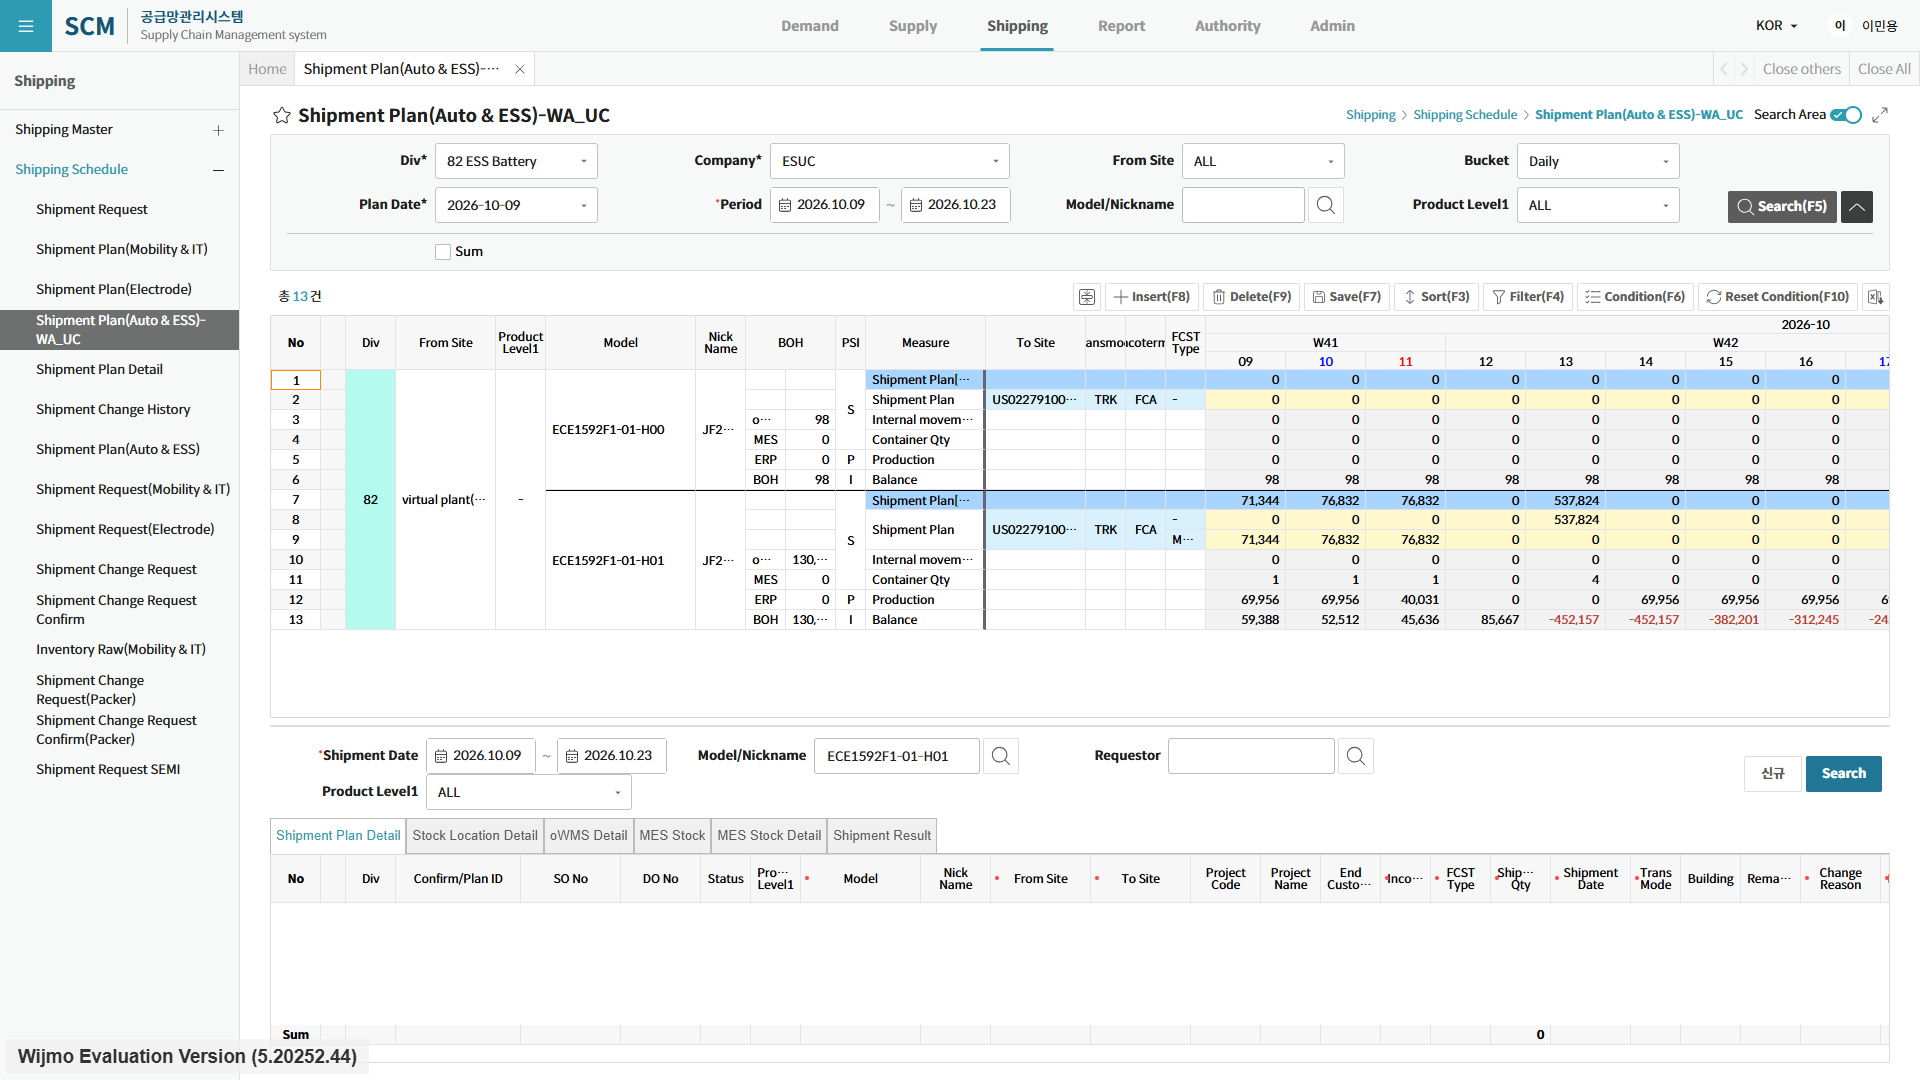 SCM
공급망관리시스템
Supply Chain Management system
Demand Supply Shipping Report Authority Admin
KOR 이 이민용
Shipping
Home Shipment Plan(Auto & ESS)-··· Close others Close All
Shipping Master
Shipping Schedule
Shipment Request
Shipment Plan(Mobility & IT)
Shipment Plan(Electrode)
Shipment Plan(Auto & ESS)-
WA_UC
Shipment Plan Detail
Shipment Change History
Shipment Plan(Auto & ESS)
Shipment Request(Mobility & IT)
Shipment Request(Electrode)
Shipment Change Request
Shipment Change Request
Confirm
Inventory Raw(Mobility & IT)
Shipment Change
Request(Packer)
Shipment Change Request
Confirm(Packer)
Shipment Request SEMI
Shipment Plan(Auto & ESS)-WA_UC
Shipping > Shipping Schedule > Shipment Plan(Auto & ESS)-WA_UC Search Area
Div* 82 ESS Battery Company* ESUC From Site ALL Bucket Daily
Plan Date* 2026-10-09 *Period 2026.10.09 ~ 2026.10.23 Model/Nickname Product Level1 ALL Search(F5)
Sum
총 13 건
Insert(F8) Delete(F9) Save(F7) Sort(F3) Filter(F4) Condition(F6) Reset Condition(F10)
No Div From Site Product Level1 Model Nick Name BOH PSI Measure To Site ansmo coterm FCST Type
2026-10
W41 W42
09 10 11 12 13 14 15 16 17
1 Shipment Plan[··· 0 0 0 0 0 0 0 0
2 Shipment Plan US02279100··· TRK FCA - 0 0 0 0 0 0 0 0
3 o··· 98 S Internal movem··· 0 0 0 0 0 0 0 0
4 ECE1592F1-01-H00 JF2··· MES 0 Container Qty 0 0 0 0 0 0 0 0
5 ERP 0 P Production 0 0 0 0 0 0 0 0
6 BOH 98 I Balance 98 98 98 98 98 98 98 98
7 82 virtual plant(··· - Shipment Plan[··· 71,344 76,832 76,832 0 537,824 0 0 0
8 Shipment Plan US02279100··· TRK FCA - 0 0 0 0 537,824 0 0 0
9 S M··· 71,344 76,832 76,832 0 0 0 0 0
10 ECE1592F1-01-H01 JF2··· o··· 130,··· Internal movem··· 0 0 0 0 0 0 0 0
11 MES 0 Container Qty 1 1 1 0 4 0 0 0
12 ERP 0 P Production 69,956 69,956 40,031 0 0 69,956 69,956 69,956 6
13 BOH 130,··· I Balance 59,388 52,512 45,636 85,667 -452,157 -452,157 -382,201 -312,245 -24
*Shipment Date 2026.10.09 ~ 2026.10.23 Model/Nickname ECE1592F1-01-H01 Requestor
Product Level1 ALL
신규 Search
Shipment Plan Detail Stock Location Detail oWMS Detail MES Stock MES Stock Detail Shipment Result
No Div Confirm/Plan ID SO No DO No Status Pro··· Level1 Model Nick Name From Site To Site Project Code Project Name End Custo··· Inco··· FCST Type Ship··· Qty Shipment Date Trans Mode Building Rema··· Change Reason
Sum 0
Wijmo Evaluation Version (5.20252.44)